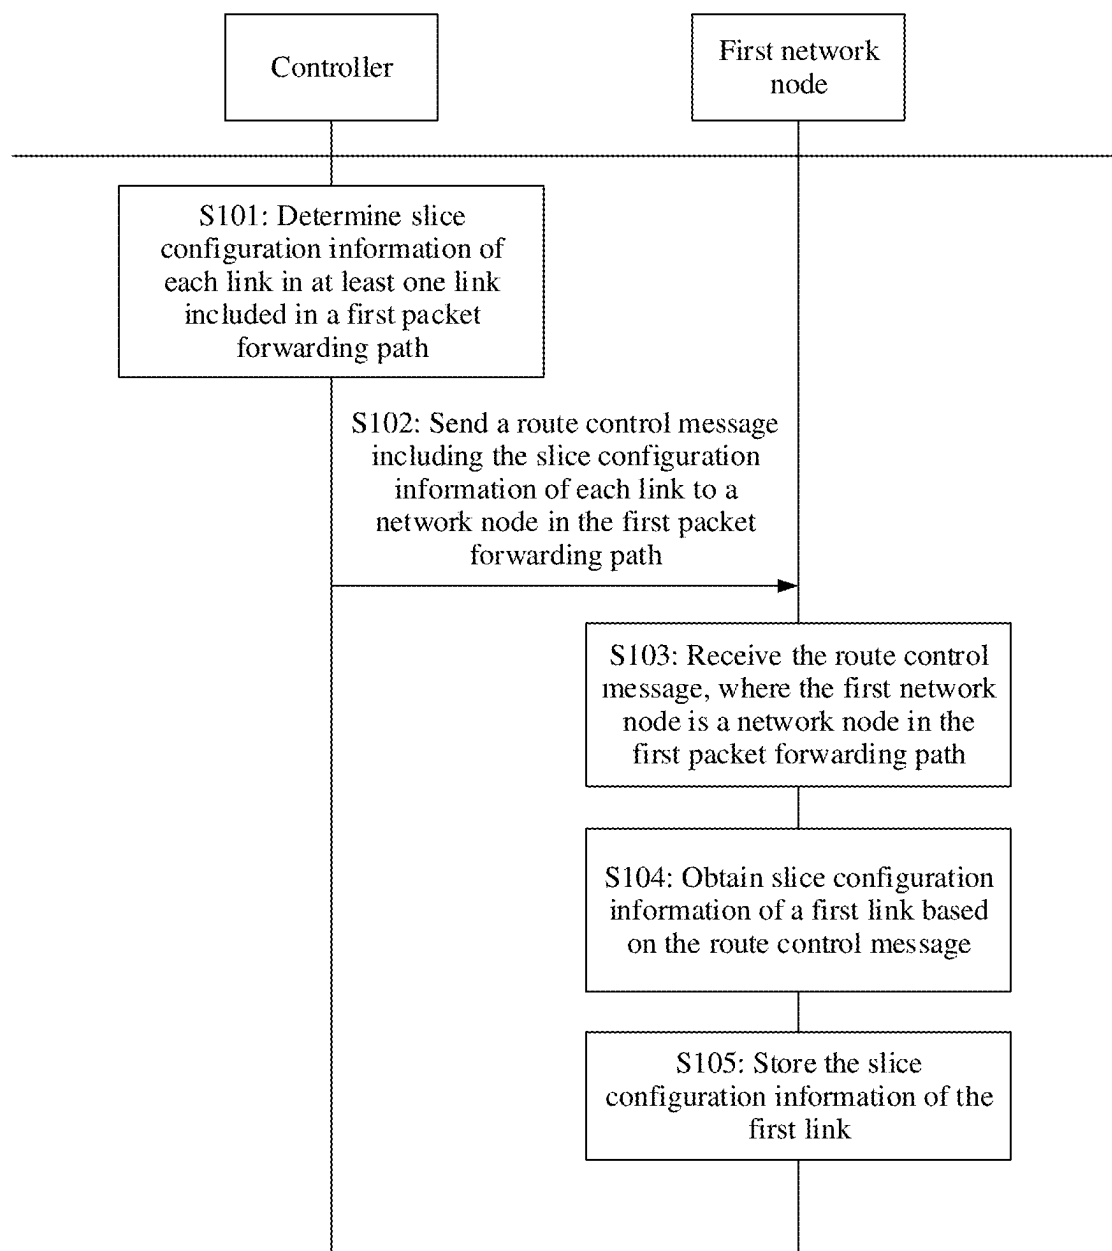 Controller
First network
node
S101: Determine slice
configuration information of
each link in at least one link
included in a first packet
forwarding path
S102: Send a route control message
including the slice configuration
information of each link to a
network node in the first packet
forwarding path
S103: Receive the route control
message, where the first network
node is a network node in the
first packet forwarding path
S104: Obtain slice configuration
information of a first link based
on the route control message
S105: Store the slice
configuration information of the
first link